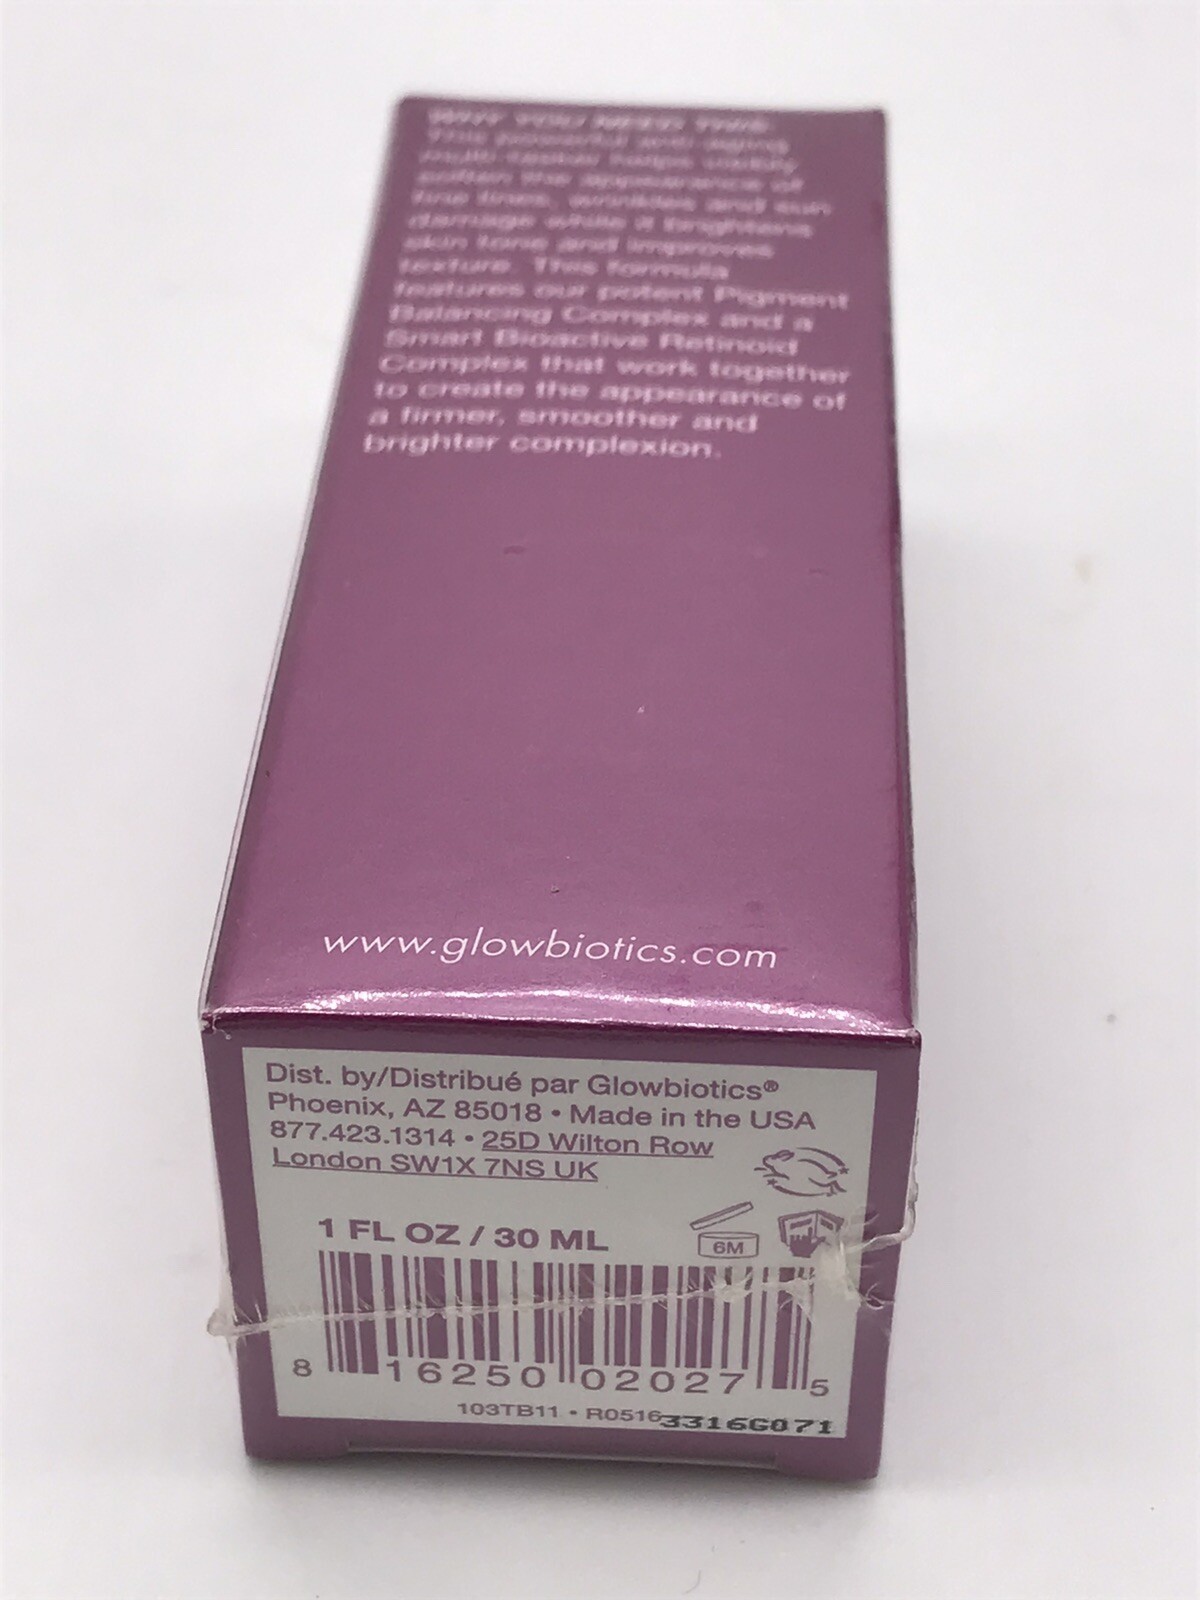 WHY YOU NEED THIS:
This powerful anti-aging
multi-tasker helps visibly
soften the appearance of
fine lines, wrinkles and sun
damage while it brightens
skin tone and improves
texture. This formula
features our potent Pigment
Balancing Complex and a
Smart Bioactive Retinoid
Complex that work together
to create the appearance of
a firmer, smoother and
brighter complexion.
www.glowbiotics.com
Dist. by/Distribué par Glowbiotics®
Phoenix, AZ 85018 • Made in the USA
877.423.1314 • 25D Wilton Row
London SW1X 7NS UK
1 FL OZ / 30 ML
6M
8 16250 02027 5
103TB11 • R0516
3316G071